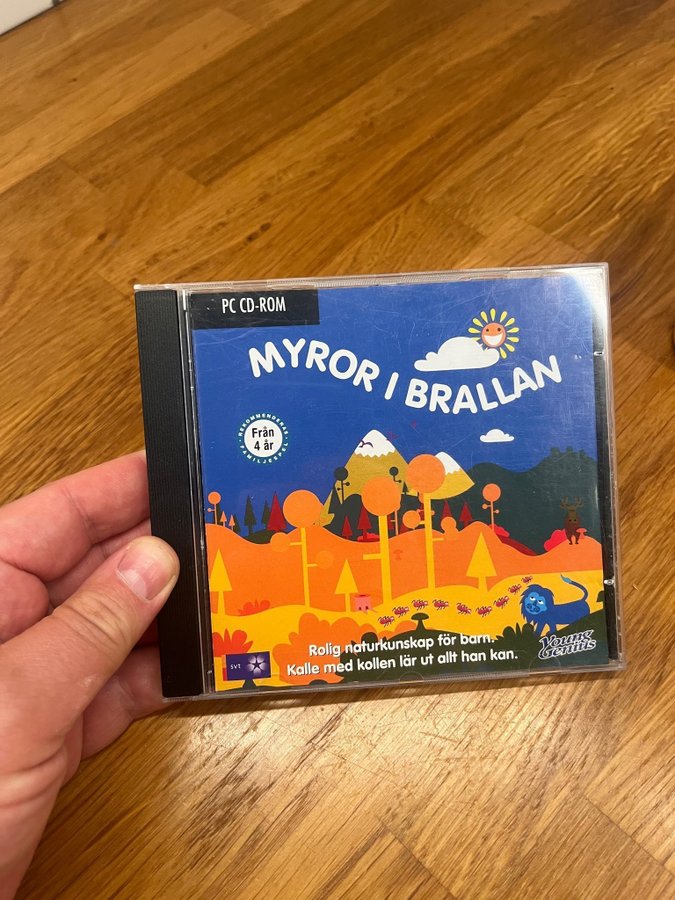 PC CD-ROM
MYROR I BRALLAN
REKOMMENDERAS
Från
4 år
FAMILJESPEL
Rolig naturkunskap för barn.
Kalle med kollen lär ut allt han kan.
svt
Young
Genius